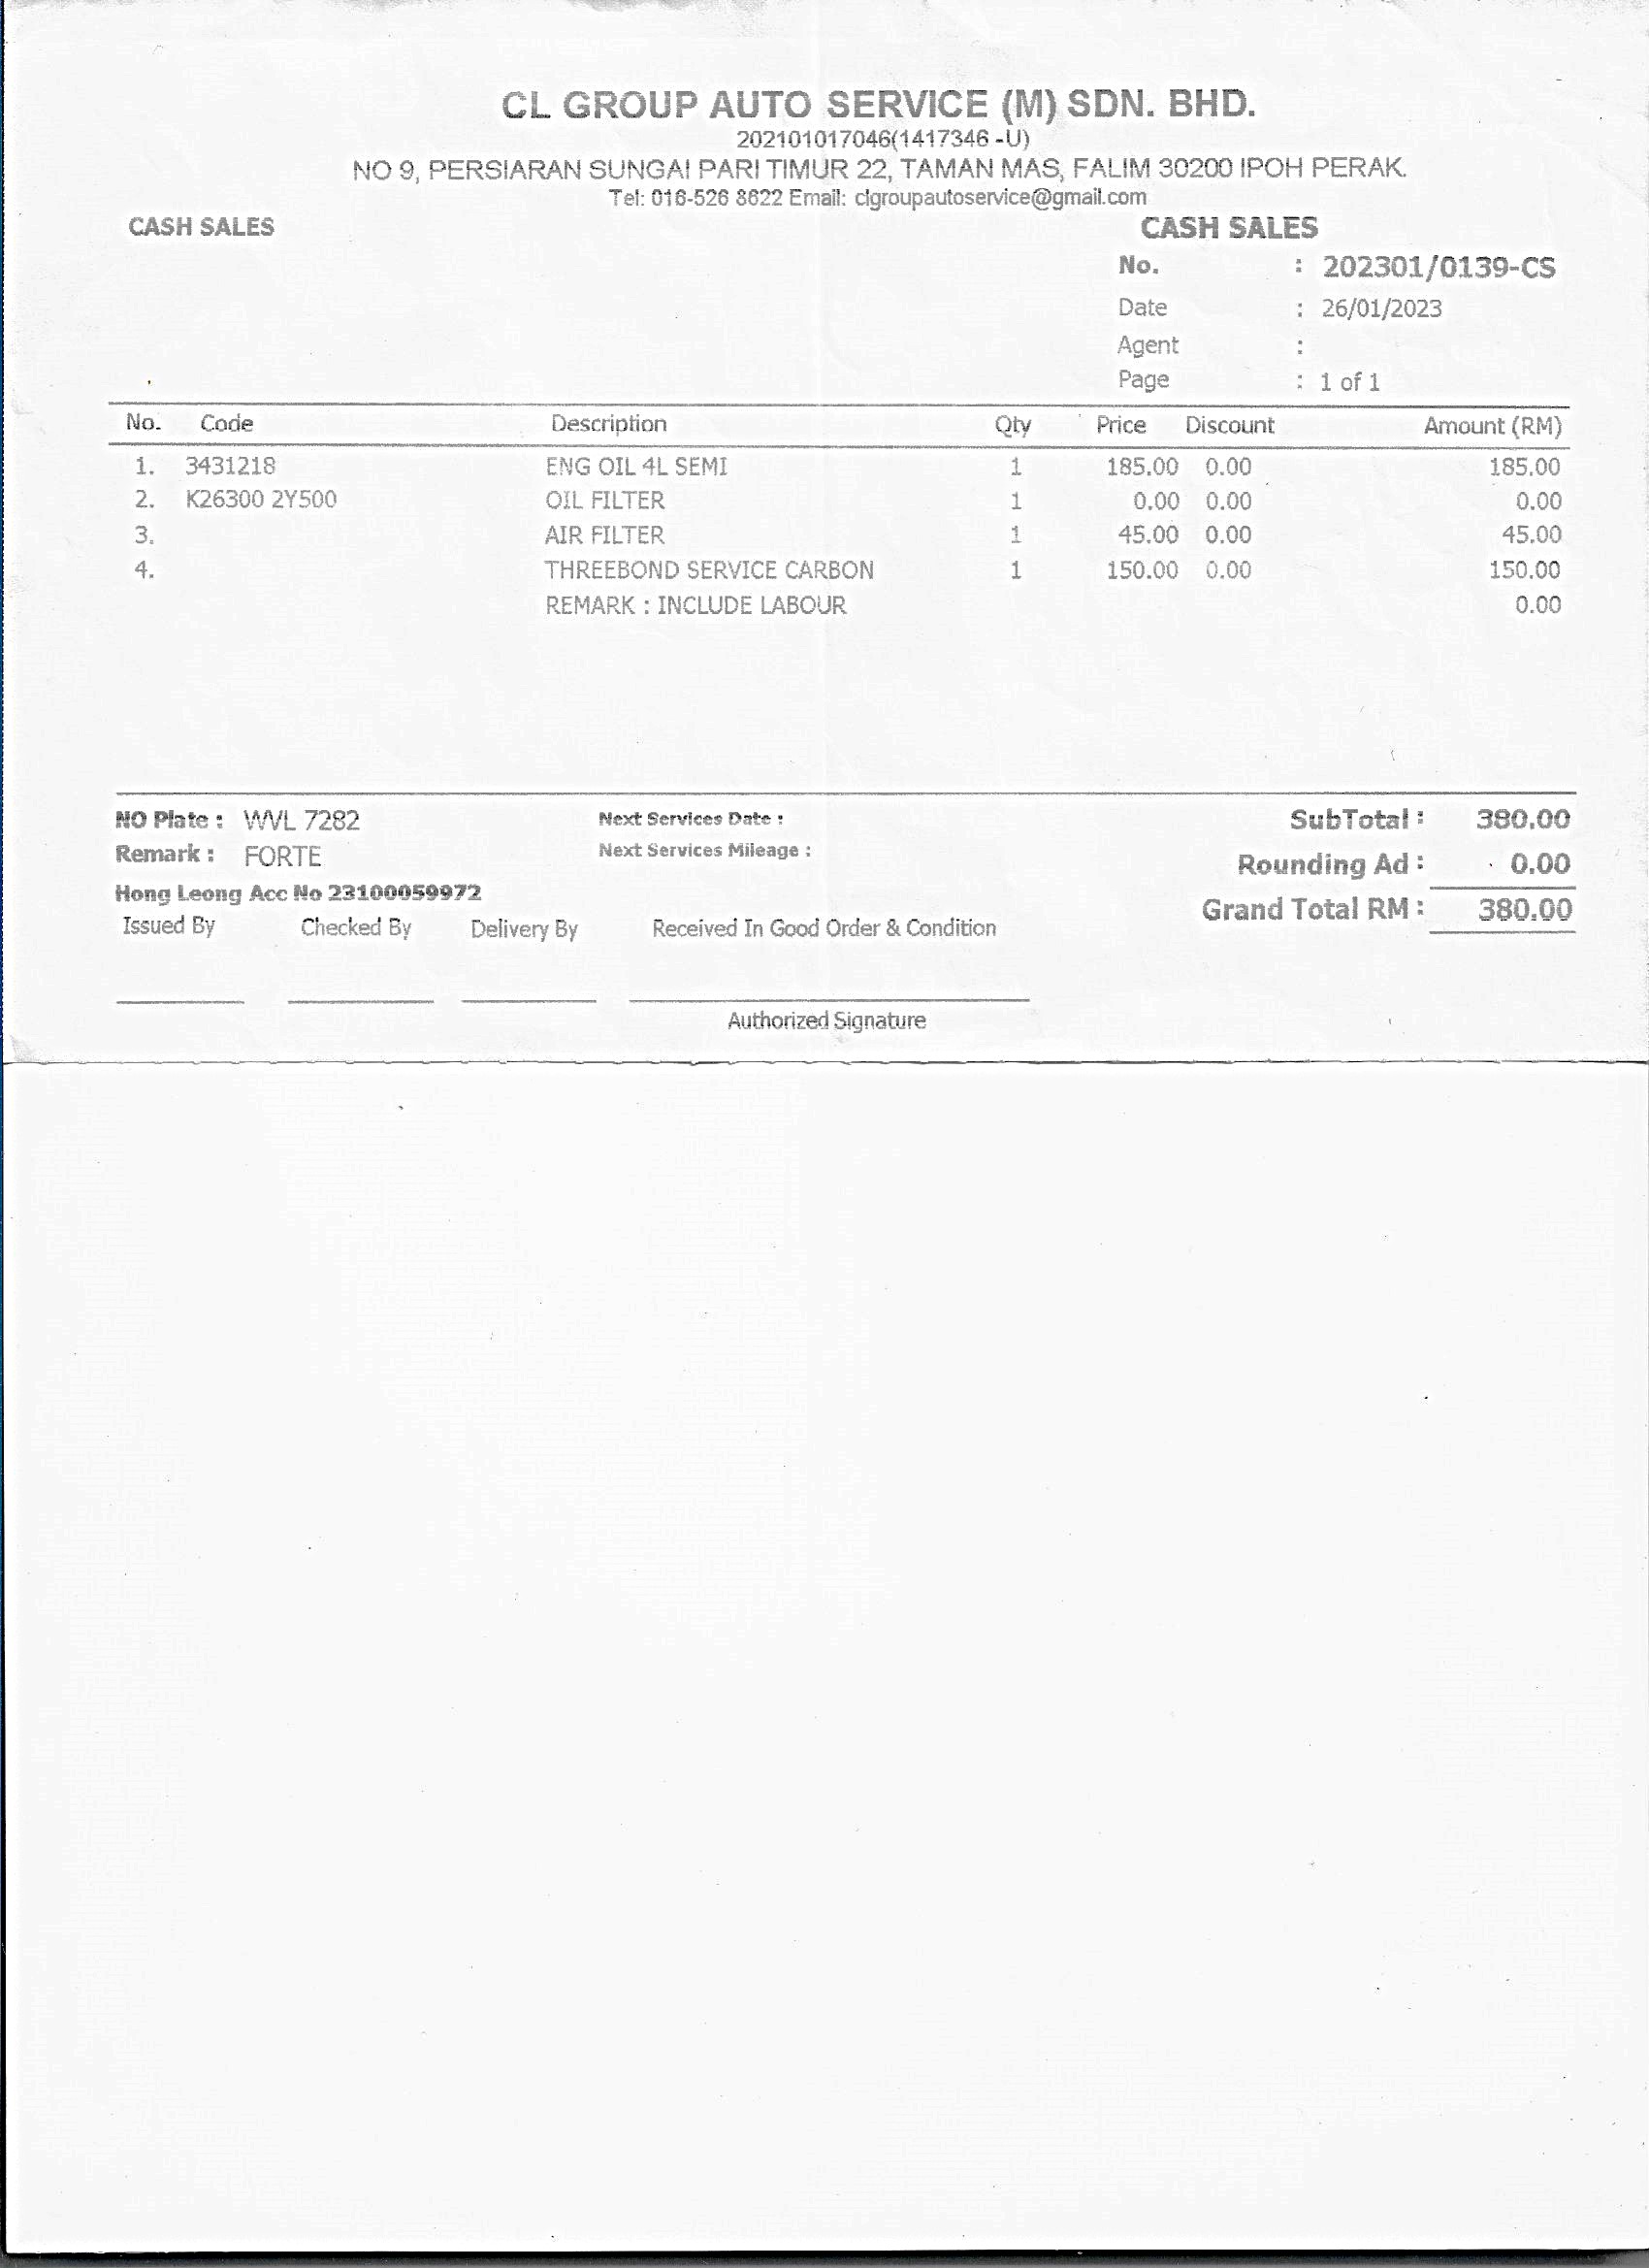 CL GROUP AUTO SERVICE (M) SDN. BHD.
202101017046(1417346 -U)
NO 9, PERSIARAN SUNGAI PARI TIMUR 22, TAMAN MAS, FALIM 30200 IPOH PERAK.
Tel: 016-526 8622 Email: clgroupautoservice@gmail.com
CASH SALES
CASH SALES
No. : 202301/0139-CS
Date : 26/01/2023
Agent :
Page : 1 of 1
No. Code Description Qty Price Discount Amount (RM)
1. 3431218 ENG OIL 4L SEMI 1 185.00 0.00 185.00
2. K26300 2Y500 OIL FILTER 1 0.00 0.00 0.00
3. AIR FILTER 1 45.00 0.00 45.00
4. THREEBOND SERVICE CARBON 1 150.00 0.00 150.00
REMARK : INCLUDE LABOUR 0.00
NO Plate : WVL 7282 Next Services Date : SubTotal : 380.00
Remark : FORTE Next Services Mileage : Rounding Ad : 0.00
Hong Leong Acc No 23100059972
Grand Total RM : 380.00
Issued By Checked By Delivery By Received In Good Order & Condition
Authorized Signature